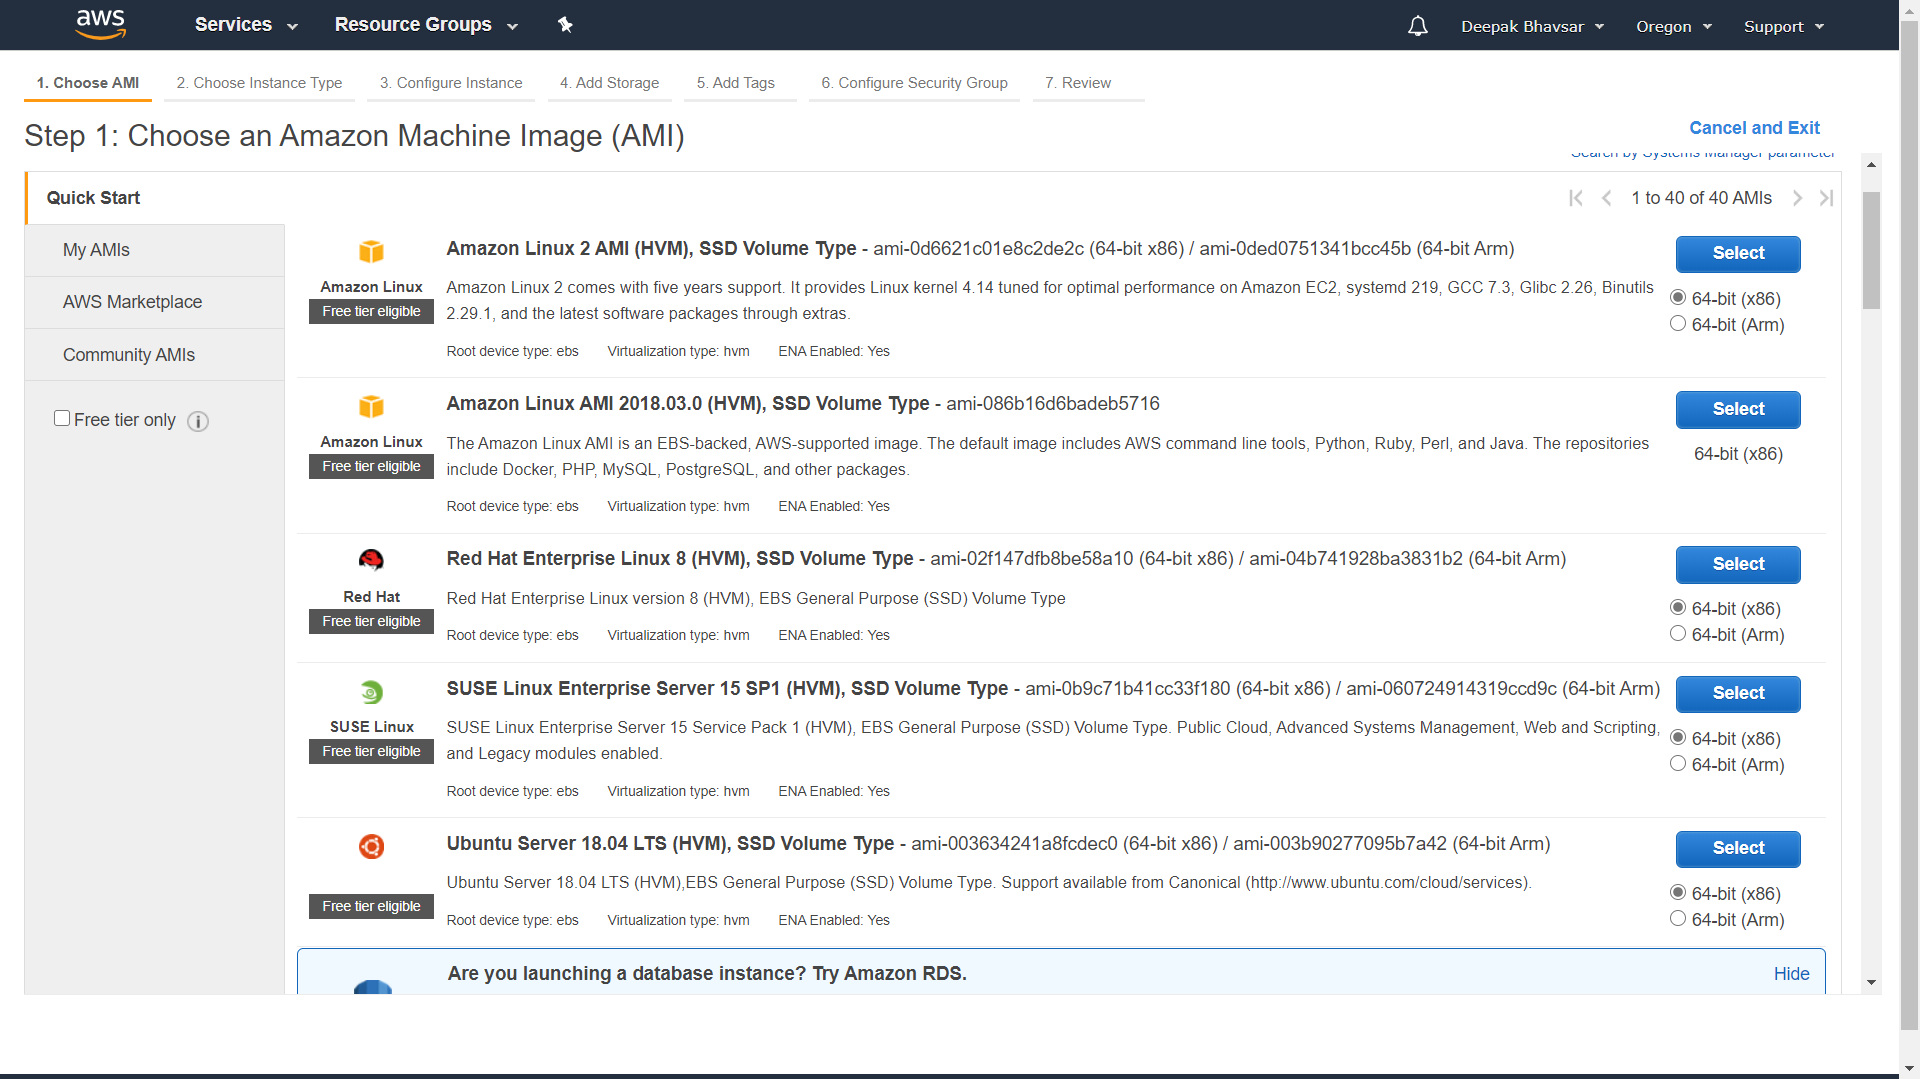 aws
Services
Resource Groups
Deepak Bhavsar
Oregon
Support
1. Choose AMI
2. Choose Instance Type
3. Configure Instance
4. Add Storage
5. Add Tags
6. Configure Security Group
7. Review
Step 1: Choose an Amazon Machine Image (AMI)
Cancel and Exit
Search by Systems Manager parameter
Quick Start
1 to 40 of 40 AMIs
My AMIs
AWS Marketplace
Community AMIs
Free tier only
Amazon Linux
Free tier eligible
Amazon Linux 2 AMI (HVM), SSD Volume Type - ami-0d6621c01e8c2de2c (64-bit x86) / ami-0ded0751341bcc45b (64-bit Arm)
Amazon Linux 2 comes with five years support. It provides Linux kernel 4.14 tuned for optimal performance on Amazon EC2, systemd 219, GCC 7.3, Glibc 2.26, Binutils
2.29.1, and the latest software packages through extras.
Root device type: ebs Virtualization type: hvm ENA Enabled: Yes
Select
64-bit (x86)
64-bit (Arm)
Amazon Linux
Free tier eligible
Amazon Linux AMI 2018.03.0 (HVM), SSD Volume Type - ami-086b16d6badeb5716
The Amazon Linux AMI is an EBS-backed, AWS-supported image. The default image includes AWS command line tools, Python, Ruby, Perl, and Java. The repositories
include Docker, PHP, MySQL, PostgreSQL, and other packages.
Root device type: ebs Virtualization type: hvm ENA Enabled: Yes
Select
64-bit (x86)
Red Hat
Free tier eligible
Red Hat Enterprise Linux 8 (HVM), SSD Volume Type - ami-02f147dfb8be58a10 (64-bit x86) / ami-04b741928ba3831b2 (64-bit Arm)
Red Hat Enterprise Linux version 8 (HVM), EBS General Purpose (SSD) Volume Type
Root device type: ebs Virtualization type: hvm ENA Enabled: Yes
Select
64-bit (x86)
64-bit (Arm)
SUSE Linux
Free tier eligible
SUSE Linux Enterprise Server 15 SP1 (HVM), SSD Volume Type - ami-0b9c71b41cc33f180 (64-bit x86) / ami-060724914319ccd9c (64-bit Arm)
SUSE Linux Enterprise Server 15 Service Pack 1 (HVM), EBS General Purpose (SSD) Volume Type. Public Cloud, Advanced Systems Management, Web and Scripting,
and Legacy modules enabled.
Root device type: ebs Virtualization type: hvm ENA Enabled: Yes
Select
64-bit (x86)
64-bit (Arm)
Free tier eligible
Ubuntu Server 18.04 LTS (HVM), SSD Volume Type - ami-003634241a8fcdec0 (64-bit x86) / ami-003b90277095b7a42 (64-bit Arm)
Ubuntu Server 18.04 LTS (HVM),EBS General Purpose (SSD) Volume Type. Support available from Canonical (http://www.ubuntu.com/cloud/services).
Root device type: ebs Virtualization type: hvm ENA Enabled: Yes
Select
64-bit (x86)
64-bit (Arm)
Are you launching a database instance? Try Amazon RDS.
Hide